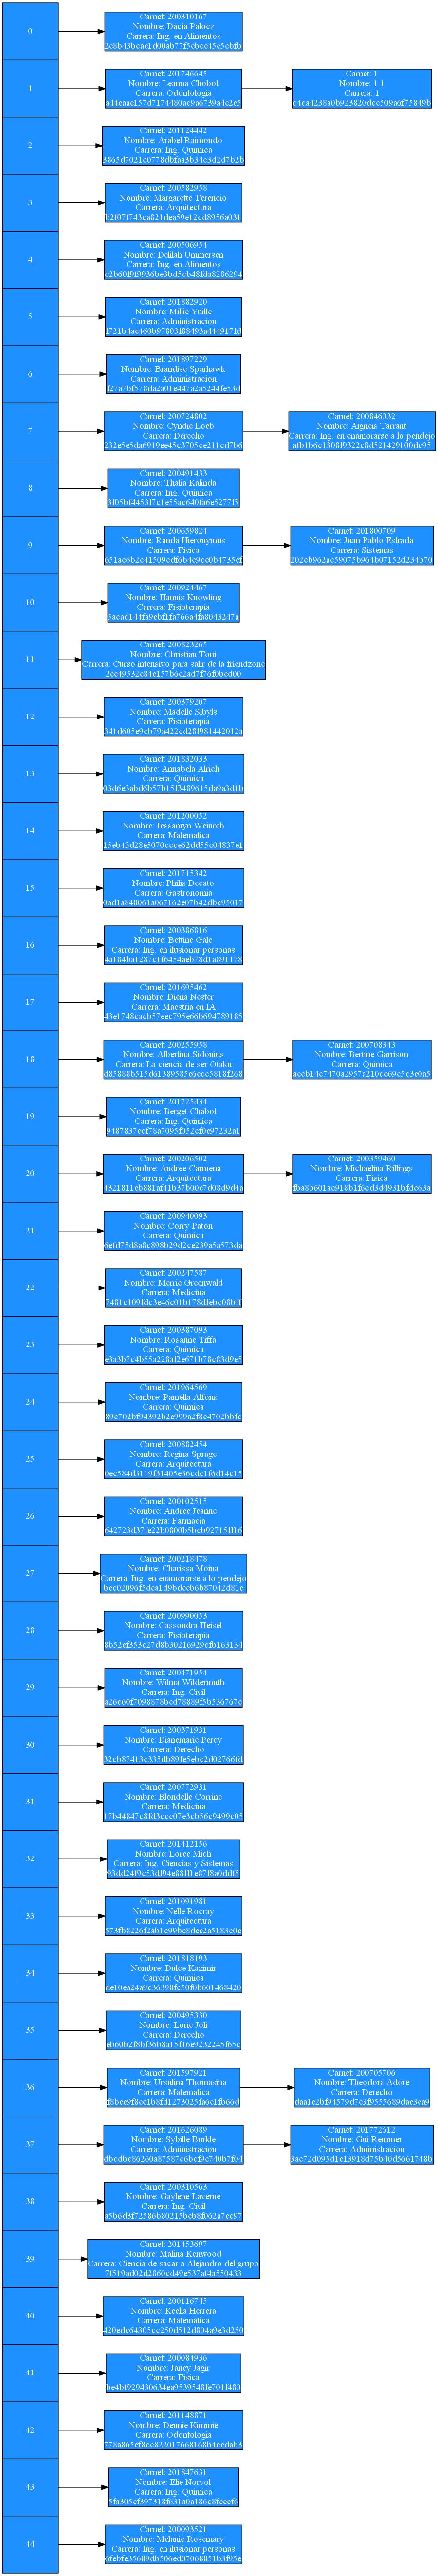 0
Carnet: 200310167
Nombre: Dacia Palocz
Carrera: Ing. en Alimentos
2e8b43bcae1d00ab77f5ebce45e5cbfb
1
Carnet: 201746645
Nombre: Leanna Chobot
Carrera: Odontologia
a44eaae157d7174480ac9a6739a4e2e5
Carnet: 1
Nombre: 1 1
Carrera: 1
c4ca4238a0b923820dcc509a6f75849b
2
Carnet: 201124442
Nombre: Arabel Raimondo
Carrera: Ing. Quimica
3865d7021c0778dbfaa3b34c3d2d7b2b
3
Carnet: 200582958
Nombre: Margarette Terencio
Carrera: Arquitectura
b2f07f743ca821dea59e12cd8956a031
4
Carnet: 200506954
Nombre: Delilah Ummersen
Carrera: Ing. en Alimentos
c2b60f9f9936be3bd5cb48fda8286294
5
Carnet: 201882920
Nombre: Millie Yuille
Carrera: Administracion
f721b4ae460b97803f88493a444917fd
6
Carnet: 201897229
Nombre: Brandise Sparhawk
Carrera: Administracion
f27a7bf578da2a01e447a2a5244fe53d
7
Carnet: 200724802
Nombre: Cyndie Loeb
Carrera: Derecho
232e5e5da6919ee45c3705ce211cd7b6
Carnet: 200846032
Nombre: Aigneis Tarrant
Carrera: Ing. en enamorarse a lo pendejo
afb1b6c1308f9322c8d521429100dc95
8
Carnet: 200491433
Nombre: Thalia Kalinda
Carrera: Ing. Quimica
3f05bf4453f7c1e55ac640fa6e5277f5
9
Carnet: 200659824
Nombre: Randa Hieronymus
Carrera: Fisica
651ac6b2c41509cdf6b4c9ce0b4735ef
Carnet: 201800709
Nombre: Juan Pablo Estrada
Carrera: Sistemas
202cb962ac59075b964b07152d234b70
10
Carnet: 200924467
Nombre: Hannis Knowling
Carrera: Fisioterapia
5acad144fa9ebf1fa766a4fa8043247a
11
Carnet: 200823265
Nombre: Christian Toni
Carrera: Curso intensivo para salir de la friendzone
2ee49532e84e157b6e2ad7f76f0bed00
12
Carnet: 200379207
Nombre: Madelle Sibyls
Carrera: Fisioterapia
341d605e9cb79a422cd28f981442012a
13
Carnet: 201832033
Nombre: Annabela Alrich
Carrera: Quimica
03d6e3abd6b57b15f3489615da9a3d1b
14
Carnet: 201200052
Nombre: Jessamyn Weinreb
Carrera: Matematica
15eb43d28e5070ccce62dd55c04837e1
15
Carnet: 201715342
Nombre: Philis Decato
Carrera: Gastronomia
0ad1a848061a067162e07b42dbc95017
16
Carnet: 200386816
Nombre: Bettine Gale
Carrera: Ing. en ilusionar personas
4a184ba1287c1f6454aeb78d1a891178
17
Carnet: 201695462
Nombre: Diena Nester
Carrera: Maestria en IA
43e1748cacb57eec795e66b694789185
18
Carnet: 200255958
Nombre: Albertina Sidonius
Carrera: La ciencia de ser Otaku
d85888b515d61389585e6ecc5818f268
Carnet: 200708343
Nombre: Bertine Garrison
Carrera: Quimica
aecb14c7470a2957a210de69c5c3e0a5
19
Carnet: 201725434
Nombre: Berget Chabot
Carrera: Ing. Quimica
9487837ecf78a7095f052cf0e97232a1
20
Carnet: 200206502
Nombre: Andree Carmena
Carrera: Arquitectura
4321811eb881af41b37b00e7d08d9d4a
Carnet: 200359460
Nombre: Michaelina Rillings
Carrera: Fisica
fba8b601ac918b1f6cd3d4931bfdc63a
21
Carnet: 200940093
Nombre: Corry Paton
Carrera: Quimica
6efd75d8a8c898b29d2ce239a5a573da
22
Carnet: 200247587
Nombre: Merrie Greenwald
Carrera: Medicina
7481c109fdc3e46c01b178dfebc08bff
23
Carnet: 200387093
Nombre: Rosanne Tiffa
Carrera: Quimica
e3a3b7c4b55a228af2e671b78c83d9e5
24
Carnet: 201964569
Nombre: Pamella Alfons
Carrera: Quimica
89c702bf94392b2e999a2f8c4702bbfc
25
Carnet: 200882454
Nombre: Regina Sprage
Carrera: Arquitectura
0ec584d3119f31405e36cdc1f6d14c15
26
Carnet: 200102515
Nombre: Andree Jeanne
Carrera: Farmacia
642723d37fe22b0800b5bcb92715ff16
27
Carnet: 200218478
Nombre: Charissa Moina
Carrera: Ing. en enamorarse a lo pendejo
bec02096f5dea1d9bdeeb6b87042d81e
28
Carnet: 200990053
Nombre: Cassondra Heisel
Carrera: Fisioterapia
8b52ef353c27d8b30216929cfb163134
29
Carnet: 200471954
Nombre: Wilma Wildermuth
Carrera: Ing. Civil
a26c60f7098878bed78889f5b536767e
30
Carnet: 200371931
Nombre: Dianemarie Percy
Carrera: Derecho
32cb87413c335db89fe5ebc2d02766fd
31
Carnet: 200772931
Nombre: Blondelle Corrine
Carrera: Medicina
17b44847c8fd3ccc07e3cb56c9499c05
32
Carnet: 201412156
Nombre: Loree Mich
Carrera: Ing. Ciencias y Sistemas
93dd24f9c53df94e88ff1e87f8a0ddf5
33
Carnet: 201091981
Nombre: Nelle Rocray
Carrera: Arquitectura
573fb8226f2ab1c99be8dee2a5183c0e
34
Carnet: 201818193
Nombre: Dulce Kazimir
Carrera: Quimica
de10ea24a9c36398fc50f0b601468420
35
Carnet: 200495330
Nombre: Lorie Joli
Carrera: Derecho
eb60b2f8bf36b8a15f16e9232245f65c
36
Carnet: 201597921
Nombre: Ursulina Thomasina
Carrera: Matematica
f8bee9f8ee1b8fd1273025fa6e1fb66d
Carnet: 200705706
Nombre: Theodora Adore
Carrera: Derecho
daa1e2bf94579d7e3f9555689dae3ea9
37
Carnet: 201626089
Nombre: Sybille Burkle
Carrera: Administracion
dbcdbc86260a87587c6bcf9e740b7f04
Carnet: 201772612
Nombre: Gui Remmer
Carrera: Administracion
3ac72d095d1e13918d75b40d5661748b
38
Carnet: 200310563
Nombre: Gaylene Laverne
Carrera: Ing. Civil
a5b6d3f72586b80215beb8f062a7ec97
39
Carnet: 201453697
Nombre: Malina Kenwood
Carrera: Ciencia de sacar a Alejandro del grupo
7f319ad02d2860cd49e537af4a550433
40
Carnet: 200116745
Nombre: Keelia Herrera
Carrera: Matematica
420edc64305cc250d512d804a9e3d250
41
Carnet: 200084936
Nombre: Janey Jagir
Carrera: Fisica
be4bf929430634ea9539548fe701f480
42
Carnet: 201148871
Nombre: Dennie Kimmie
Carrera: Odontologia
778a865ef8cc822017668168b4cedab3
43
Carnet: 201847631
Nombre: Elie Norvol
Carrera: Ing. Quimica
5fa305ef397318f631a0a186c8feecf6
44
Carnet: 200093521
Nombre: Melanie Rosemary
Carrera: Ing. en ilusionar personas
6febfe35689db506ed07068851b3f95e